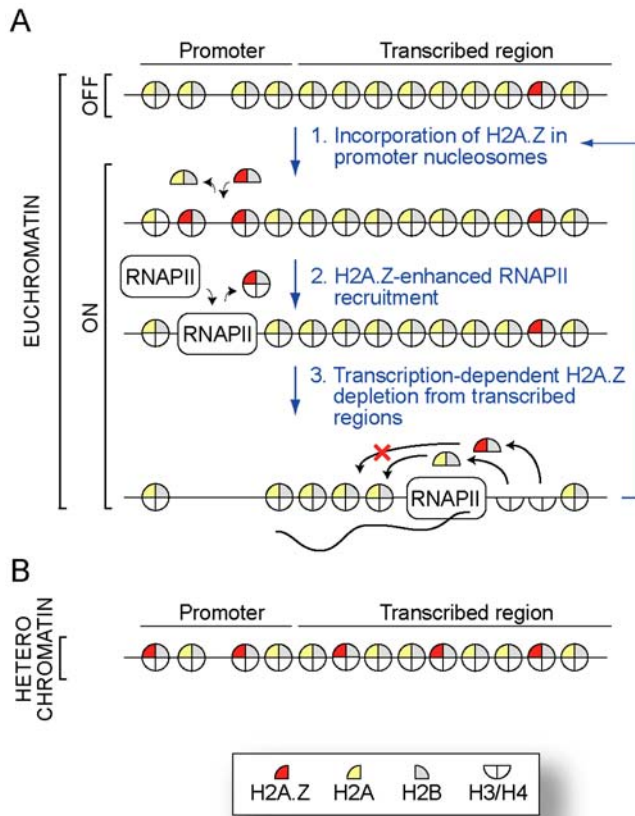 A
Promoter Transcribed region
EUCHROMATIN
OFF
1. Incorporation of H2A.Z in
promoter nucleosomes
ON
RNAPII
2. H2A.Z-enhanced RNAPII
recruitment
RNAPII
3. Transcription-dependent H2A.Z
depletion from transcribed
regions
RNAPII
B
Promoter Transcribed region
HETERO
CHROMATIN
H2A.Z H2A H2B H3/H4